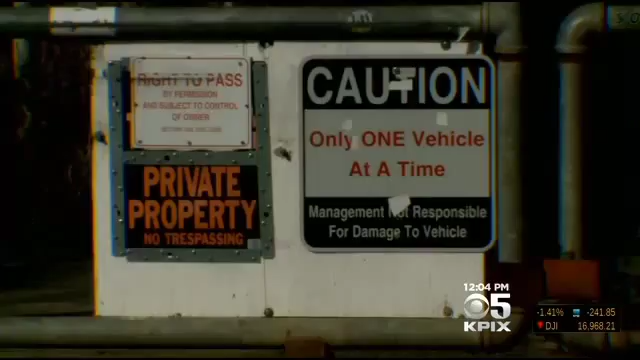 RIGHT TO PASS
BY PERMISSION
AND SUBJECT TO CONTROL
OF OWNER
PRIVATE
PROPERTY
NO TRESPASSING
CAUTION
Only ONE Vehicle
At A Time
Management Not Responsible
For Damage To Vehicle
12:04 PM
5
KPIX
-1.41% -241.85
DJI 16,968.21